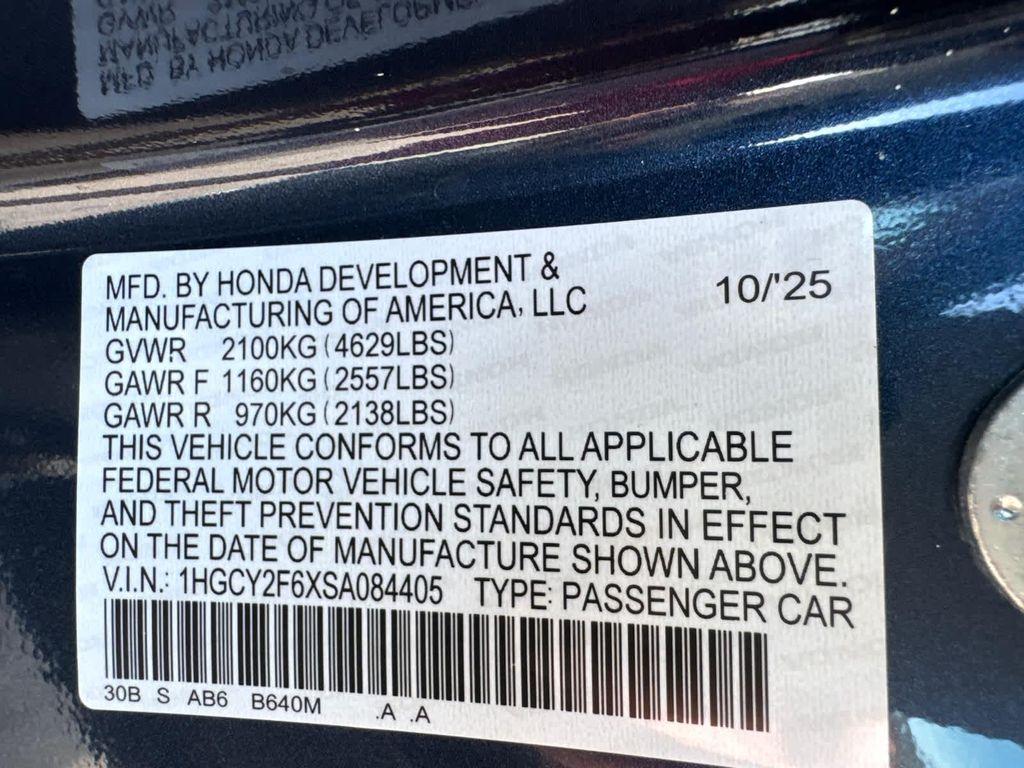 MFD. BY HONDA DEVELOPMENT &
MANUFACTURING OF AMERICA, LLC 10/'25
GVWR 2100KG (4629LBS)
GAWR F 1160KG (2557LBS)
GAWR R 970KG (2138LBS)
THIS VEHICLE CONFORMS TO ALL APPLICABLE
FEDERAL MOTOR VEHICLE SAFETY, BUMPER,
AND THEFT PREVENTION STANDARDS IN EFFECT
ON THE DATE OF MANUFACTURE SHOWN ABOVE.
V.I.N.: 1HGCY2F6XSA084405 TYPE: PASSENGER CAR
30B S AB6 B640M .A .A